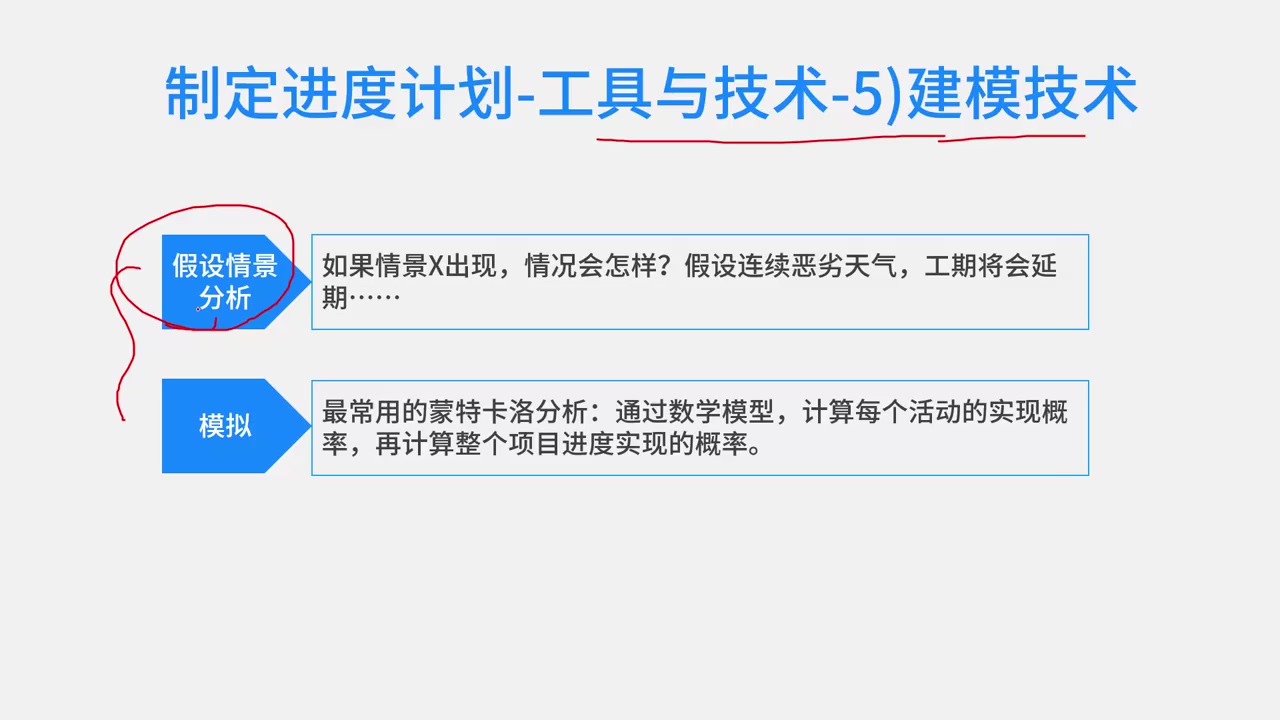 制定进度计划-工具与技术-5)建模技术
假设情景
分析
如果情景X出现，情况会怎样？假设连续恶劣天气，工期将会延
期……
模拟
最常用的蒙特卡洛分析：通过数学模型，计算每个活动的实现概
率，再计算整个项目进度实现的概率。